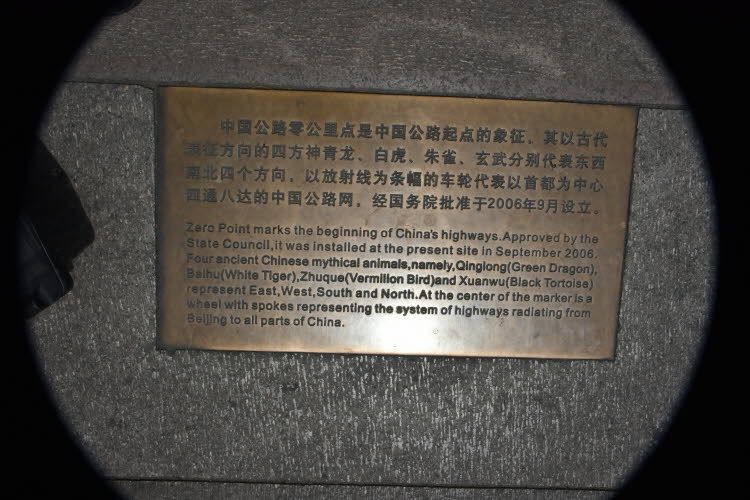 中国公路零公里点是中国公路起点的象征。其以古代
表征方向的四方神青龙、白虎、朱雀、玄武分别代表东西
南北四个方向，以放射线为条幅的车轮代表以首都为中心
四通八达的中国公路网。经国务院批准于2006年9月设立。
Zero Point marks the beginning of China's highways.Approved by the
State Council,it was installed at the present site in September 2006.
Four ancient Chinese mythical animals,namely,Qinglong(Green Dragon),
Baihu(White Tiger),Zhuque(Vermilion Bird)and Xuanwu(Black Tortoise)
represent East,West,South and North.At the center of the marker is a
wheel with spokes representing the system of highways radiating from
Beijing to all parts of China.